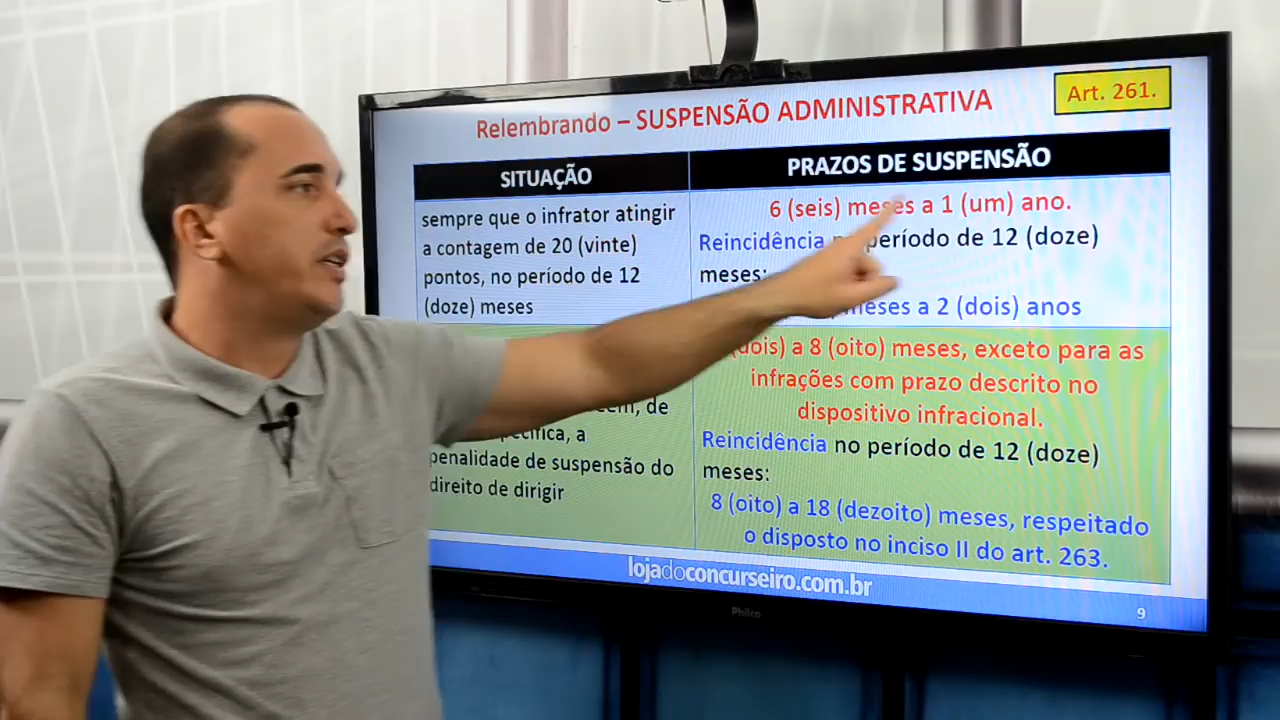 Relembrando – SUSPENSÃO ADMINISTRATIVA
Art. 261.
SITUAÇÃO
PRAZOS DE SUSPENSÃO
sempre que o infrator atingir
a contagem de 20 (vinte)
pontos, no período de 12
(doze) meses
6 (seis) meses a 1 (um) ano.
Reincidência período de 12 (doze)
meses:
meses a 2 (dois) anos
de
a
penalidade de suspensão do
direito de dirigir
(dois) a 8 (oito) meses, exceto para as
infrações com prazo descrito no
dispositivo infracional.
Reincidência no período de 12 (doze)
meses:
8 (oito) a 18 (dezoito) meses, respeitado
o disposto no inciso II do art. 263.
lojadoconcurseiro.com.br
9
Philco